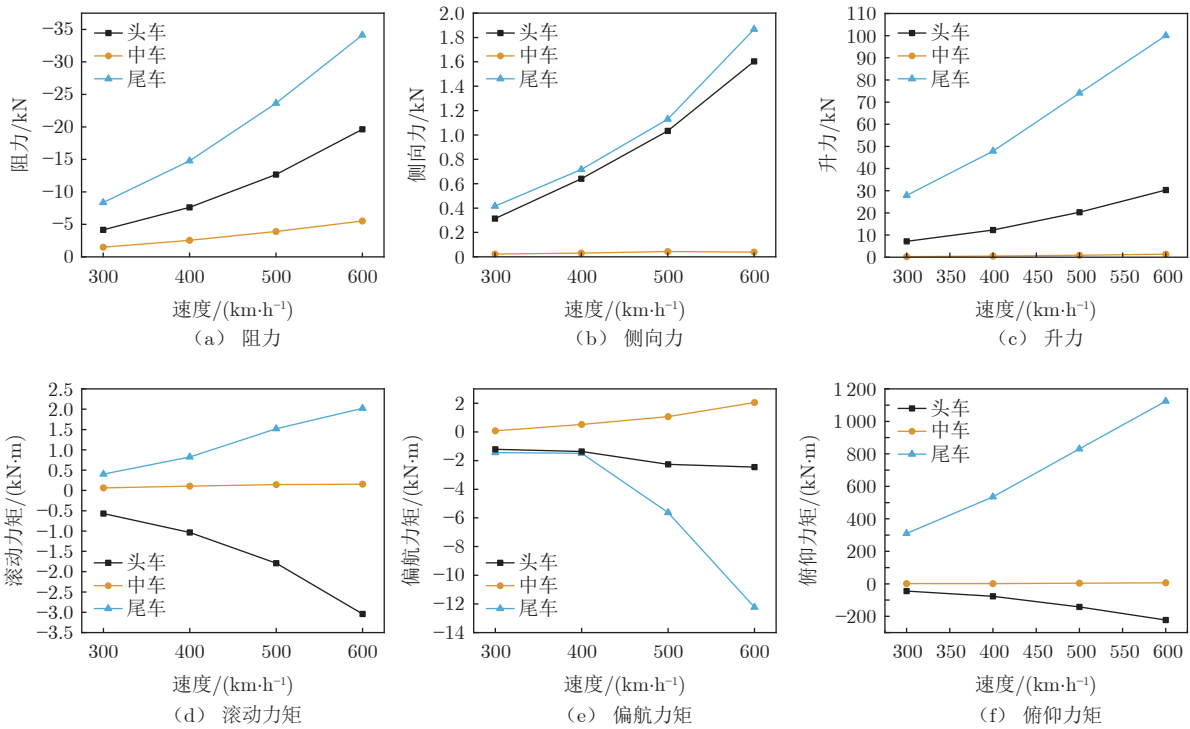 阻力/kN
−35
−30
−25
−20
−15
−10
−5
0
头车
中车
尾车
300 400 500 600
速度/(km·h⁻¹)
（a） 阻力
侧向力/kN
2.0
1.8
1.6
1.4
1.2
1.0
0.8
0.6
0.4
0.2
0
头车
中车
尾车
300 400 500 600
速度/(km·h⁻¹)
（b） 侧向力
升力/kN
110
100
90
80
70
60
50
40
30
20
10
0
头车
中车
尾车
300 350 400 450 500 550 600
速度/(km·h⁻¹)
（c） 升力
滚动力矩/(kN·m)
2.5
2.0
1.5
1.0
0.5
0
−0.5
−1.0
−1.5
−2.0
−2.5
−3.0
−3.5
头车
中车
尾车
300 400 500 600
速度/(km·h⁻¹)
（d） 滚动力矩
偏航力矩/(kN·m)
2
0
−2
−4
−6
−8
−10
−12
−14
头车
中车
尾车
300 400 500 600
速度/(km·h⁻¹)
（e） 偏航力矩
俯仰力矩/(kN·m)
1 200
1 000
800
600
400
200
0
−200
头车
中车
尾车
300 350 400 450 500 550 600
速度/(km·h⁻¹)
（f） 俯仰力矩